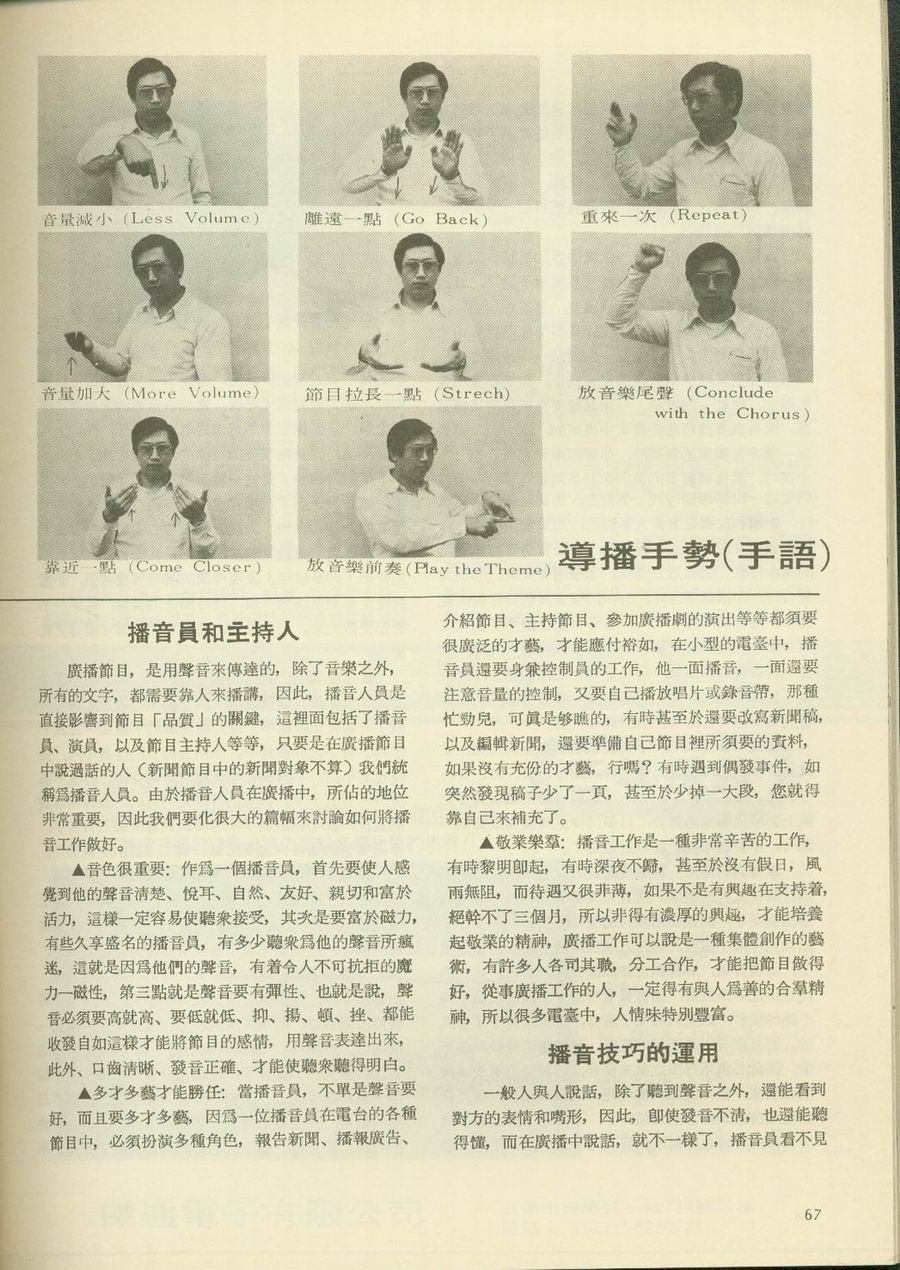 音量減小 (Less Volume)
離遠一點 (Go Back)
重來一次 (Repeat)
音量加大 (More Volume)
節目拉長一點 (Strech)
放音樂尾聲 (Conclude
with the Chorus)
靠近一點 (Come Closer)
放音樂前奏 (Play the Theme)
導播手勢(手語)
播音員和主持人
廣播節目，是用聲音來傳達的，除了音樂之外，
所有的文字，都需要靠人來播講，因此，播音人員是
直接影響到節目「品質」的關鍵，這裡面包括了播音
員、演員，以及節目主持人等等，只要是在廣播節目
中說過話的人（新聞節目中的新聞對象不算）我們統
稱爲播音人員。由於播音人員在廣播中，所佔的地位
非常重要，因此我們要化很大的篇幅來討論如何將播
音工作做好。
▲音色很重要：作爲一個播音員，首先要使人感
覺到他的聲音清楚、悅耳、自然、友好、親切和富於
活力，這樣一定容易使聽衆接受，其次是要富於磁力，
有些久享盛名的播音員，有多少聽衆爲他的聲音所瘋
迷，這就是因爲他們的聲音，有着令人不可抗拒的魔
力—磁性，第三點就是聲音要有彈性、也就是說，聲
音必須要高就高、要低就低、抑、揚、頓、挫、都能
收發自如這樣才能將節目的感情，用聲音表達出來，
此外、口齒清晰、發音正確、才能使聽衆聽得明白。
▲多才多藝才能勝任：當播音員，不單是聲音要
好，而且要多才多藝，因爲一位播音員在電台的各種
節目中，必須扮演多種角色，報告新聞、播報廣告、
介紹節目、主持節目、參加廣播劇的演出等等都須要
很廣泛的才藝，才能應付裕如，在小型的電臺中，播
音員還要身兼控制員的工作，他一面播音，一面還要
注意音量的控制，又要自己播放唱片或錄音帶，那種
忙勁兒，可眞是够瞧的，有時甚至於還要改寫新聞稿，
以及編輯新聞，還要準備自己節目裡所須要的資料，
如果沒有充份的才藝，行嗎？有時遇到偶發事件，如
突然發現稿子少了一頁，甚至於少掉一大段，您就得
靠自己來補充了。
▲敬業樂羣：播音工作是一種非常辛苦的工作，
有時黎明卽起，有時深夜不歸，甚至於沒有假日，風
雨無阻，而待遇又很非薄，如果不是有興趣在支持着，
絕幹不了三個月，所以非得有濃厚的興趣，才能培養
起敬業的精神，廣播工作可以說是一種集體創作的藝
術，有許多人各司其職，分工合作，才能把節目做得
好，從事廣播工作的人，一定得有與人爲善的合羣精
神，所以很多電臺中，人情味特別豐富。
播音技巧的運用
一般人與人說話，除了聽到聲音之外，還能看到
對方的表情和嘴形，因此，卽使發音不清，也還能聽
得懂，而在廣播中說話，就不一樣了，播音員看不見
67